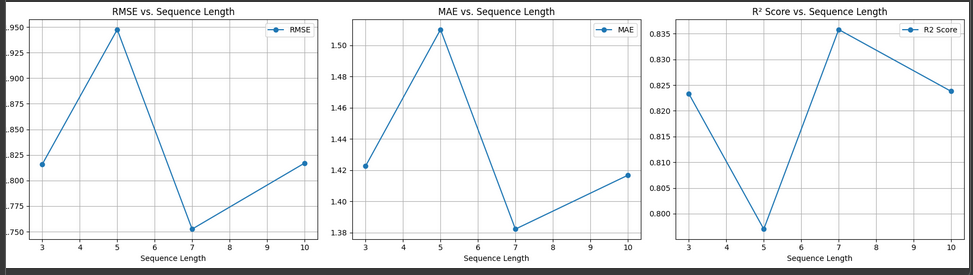 RMSE vs. Sequence Length
RMSE
.950
.925
.900
.875
.850
.825
.800
.775
.750
3 4 5 6 7 8 9 10
Sequence Length
MAE vs. Sequence Length
MAE
1.50
1.48
1.46
1.44
1.42
1.40
1.38
3 4 5 6 7 8 9 10
Sequence Length
R² Score vs. Sequence Length
R2 Score
0.835
0.830
0.825
0.820
0.815
0.810
0.805
0.800
3 4 5 6 7 8 9 10
Sequence Length